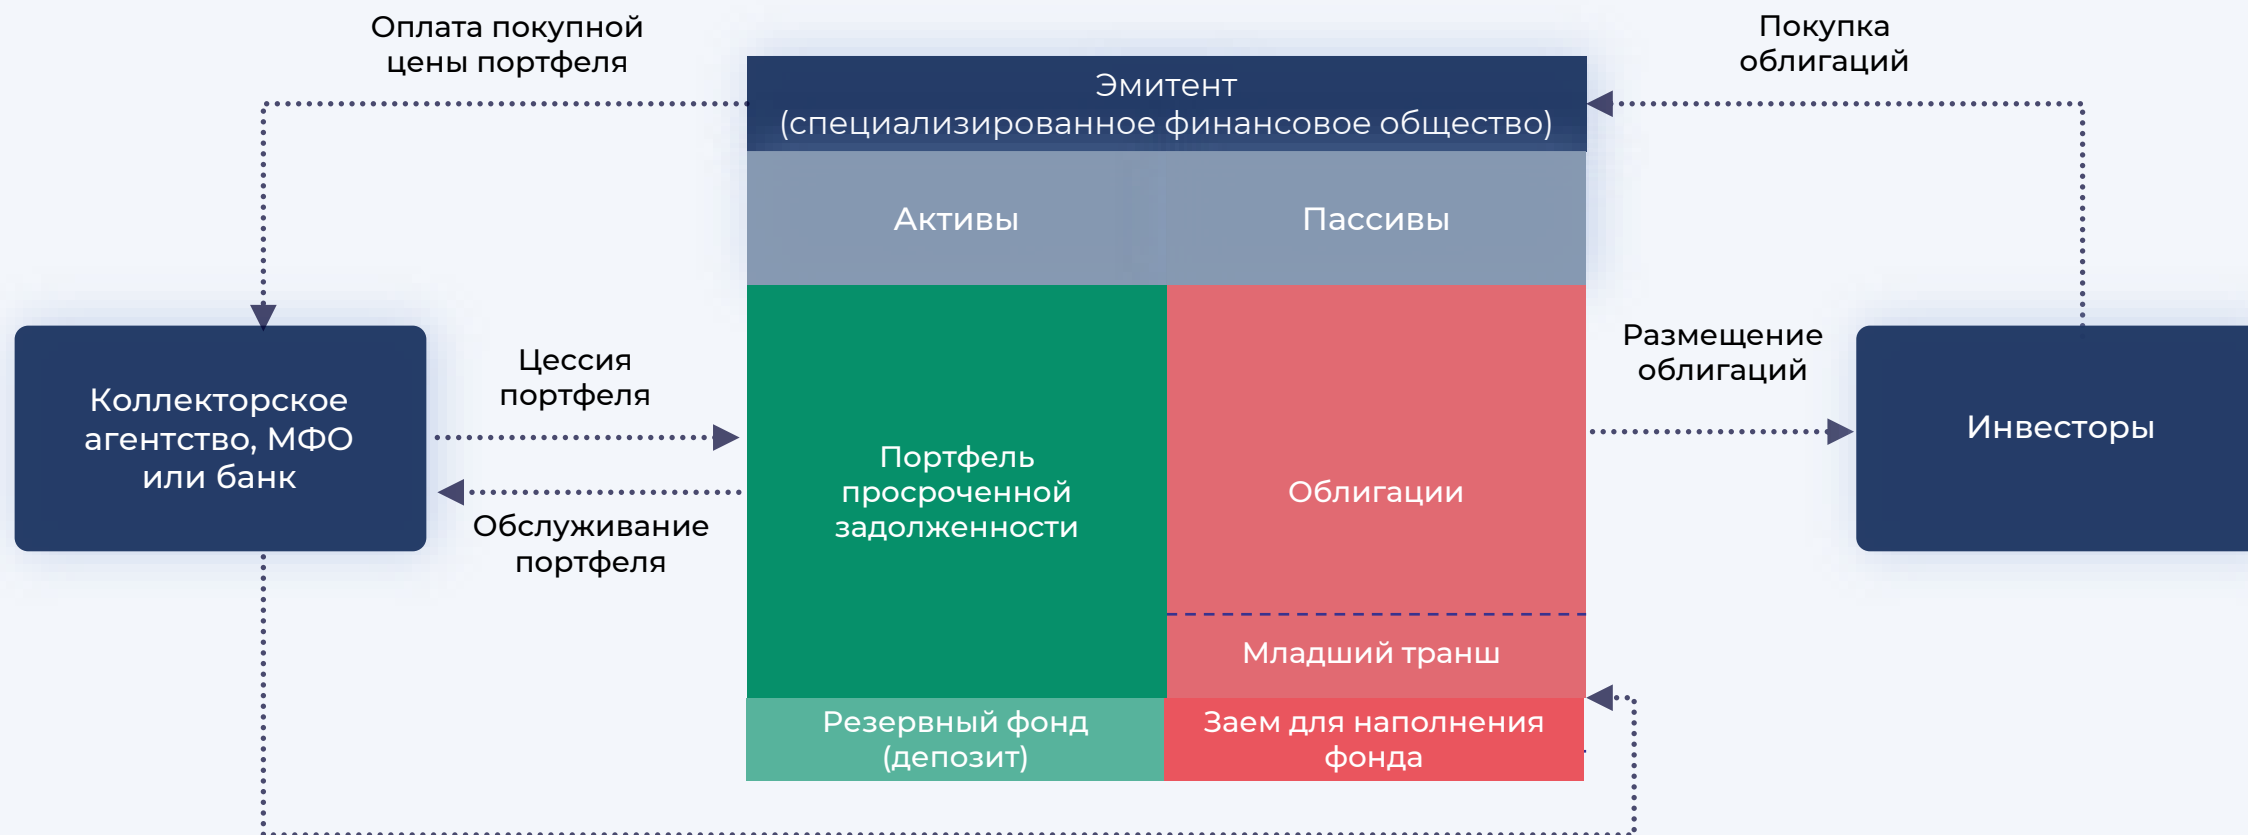 Оплата покупной
цены портфеля
Покупка
облигаций
Эмитент
(специализированное финансовое общество)
Активы
Пассивы
Коллекторское
агентство, МФО
или банк
Цессия
портфеля
Обслуживание
портфеля
Портфель
просроченной
задолженности
Облигации
Младший транш
Резервный фонд
(депозит)
Заем для наполнения
фонда
Размещение
облигаций
Инвесторы